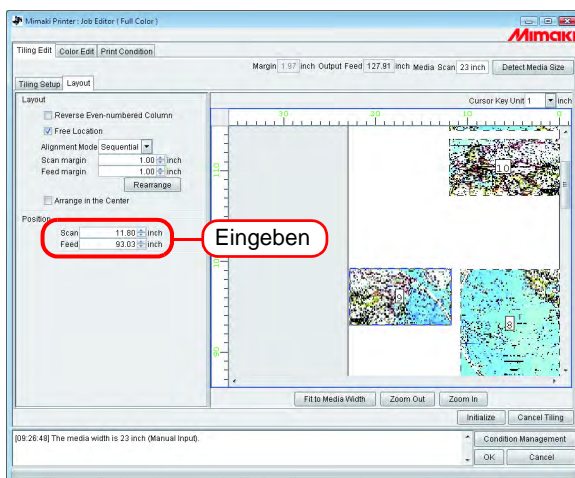 Mimaki Printer : Job Editor ( Full Color )
Mimaki
Tiling Edit Color Edit Print Condition
Margin 1.97 inch Output Feed 127.91 inch Media Scan 23 inch Detect Media Size
Tiling Setup Layout
Layout
Reverse Even-numbered Column
Free Location
Alignment Mode Sequential
Scan margin 1.00 inch
Feed margin 1.00 inch
Rearrange
Arrange in the Center
Position
Scan 11.80 inch
Feed 93.03 inch
Eingeben
Cursor Key Unit 1 inch
20 10 0
110
10
9
8
90
Fit to Media Width Zoom Out Zoom In
Initialize Cancel Tiling
[09:26:48] The media width is 23 inch (Manual Input).
Condition Management
OK Cancel